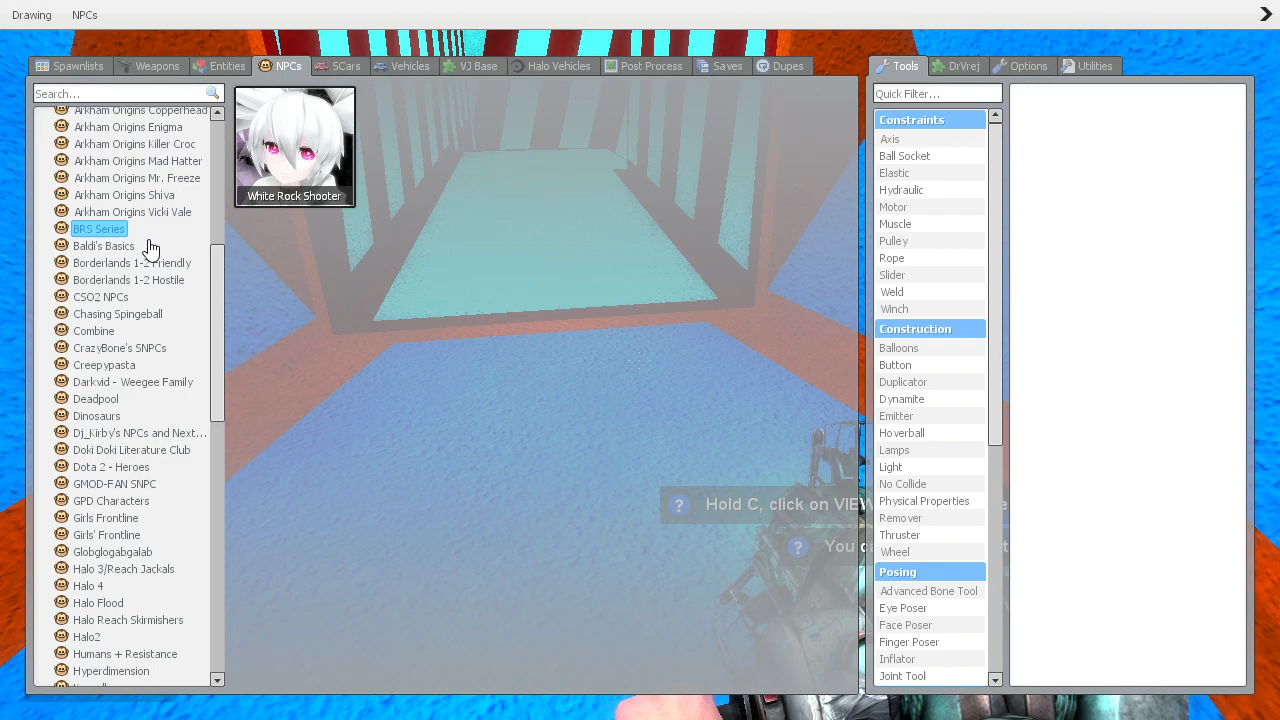 Drawing NPCs
Spawnlists Weapons Entities NPCs SCars Vehicles VJ Base Halo Vehicles Post Process Saves Dupes
Tools DrVrej Options Utilities
Search...
Arkham Origins Copperhead
Arkham Origins Enigma
Arkham Origins Killer Croc
Arkham Origins Mad Hatter
Arkham Origins Mr. Freeze
Arkham Origins Shiva
Arkham Origins Vicki Vale
BRS Series
Baldi's Basics
Borderlands 1-2 Friendly
Borderlands 1-2 Hostile
CSO2 NPCs
Chasing Spingeball
Combine
CrazyBone's SNPCs
Creepypasta
Darkvid - Weegee Family
Deadpool
Dinosaurs
Dj_Kirby's NPCs and Next...
Doki Doki Literature Club
Dota 2 - Heroes
GMOD-FAN SNPC
GPD Characters
Girls Frontline
Girls' Frontline
Globglogabgalab
Halo 3/Reach Jackals
Halo 4
Halo Flood
Halo Reach Skirmishers
Halo2
Humans + Resistance
Hyperdimension
White Rock Shooter
Hold C, click on VIEW
You ca
Quick Filter...
Constraints
Axis
Ball Socket
Elastic
Hydraulic
Motor
Muscle
Pulley
Rope
Slider
Weld
Winch
Construction
Balloons
Button
Duplicator
Dynamite
Emitter
Hoverball
Lamps
Light
No Collide
Physical Properties
Remover
Thruster
Wheel
Posing
Advanced Bone Tool
Eye Poser
Face Poser
Finger Poser
Inflator
Joint Tool